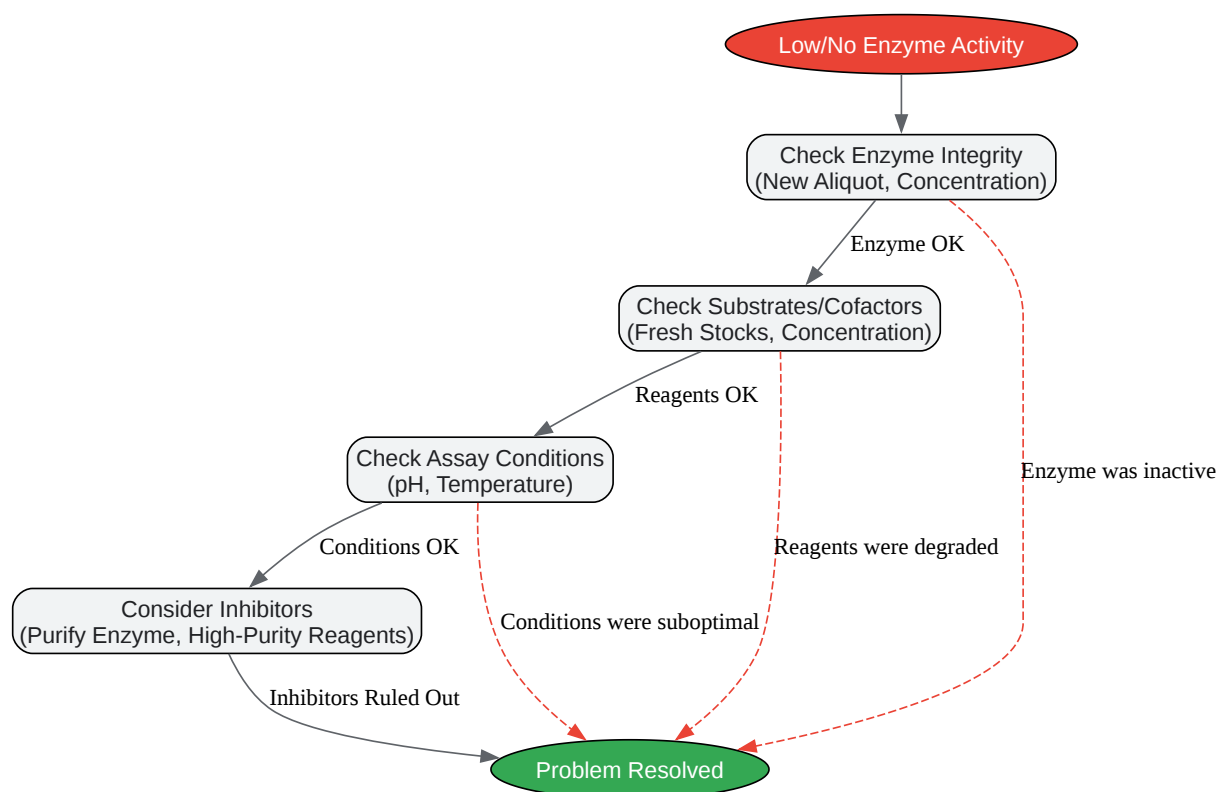 Low/No Enzyme Activity
Check Enzyme Integrity
(New Aliquot, Concentration)
Enzyme OK
Check Substrates/Cofactors
(Fresh Stocks, Concentration)
Reagents OK
Check Assay Conditions
(pH, Temperature)
Enzyme was inactive
Conditions OK
Reagents were degraded
Consider Inhibitors
(Purify Enzyme, High-Purity Reagents)
Conditions were suboptimal
Inhibitors Ruled Out
Problem Resolved